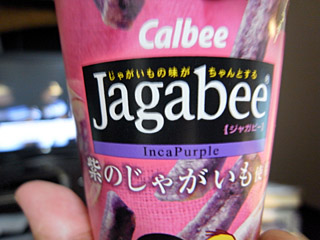 Calbee
じゃがいもの味が ちゃんとする
Jagabee®
【ジャガビー】
IncaPurple
紫のじゃがいも使